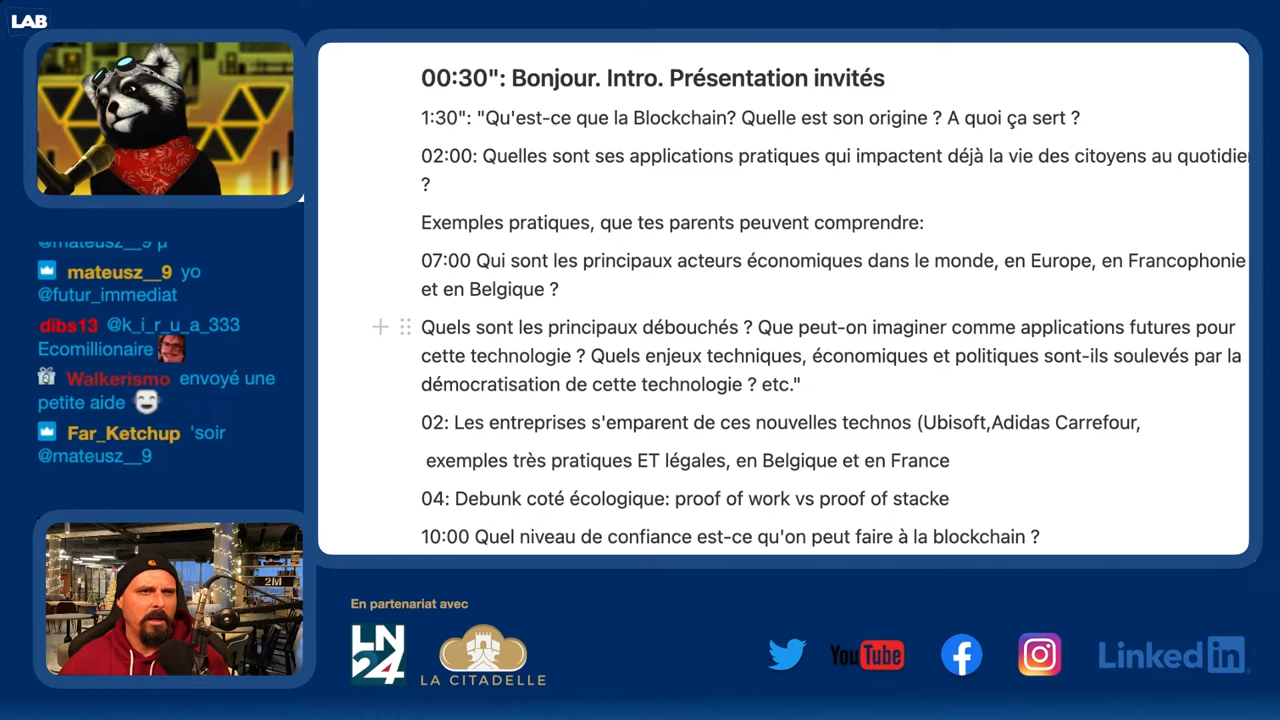 LAB
00:30": Bonjour. Intro. Présentation invités
1:30": "Qu'est-ce que la Blockchain? Quelle est son origine ? A quoi ça sert ?
02:00: Quelles sont ses applications pratiques qui impactent déjà la vie des citoyens au quotidien
?
Exemples pratiques, que tes parents peuvent comprendre:
07:00 Qui sont les principaux acteurs économiques dans le monde, en Europe, en Francophonie
et en Belgique ?
Quels sont les principaux débouchés ? Que peut-on imaginer comme applications futures pour
cette technologie ? Quels enjeux techniques, économiques et politiques sont-ils soulevés par la
démocratisation de cette technologie ? etc."
02: Les entreprises s'emparent de ces nouvelles technos (Ubisoft,Adidas Carrefour,
exemples très pratiques ET légales, en Belgique et en France
04: Debunk coté écologique: proof of work vs proof of stacke
10:00 Quel niveau de confiance est-ce qu'on peut faire à la blockchain ?
@mateusz__9 µ
mateusz__9 yo
@futur_immediat
dibs13 @k_i_r_u_a_333
Ecomillionaire
2 Walkerismo envoyé une
petite aide
Far_Ketchup 'soir
@mateusz__9
2M
En partenariat avec
LN
24
LA CITADELLE
YouTube
Linked in